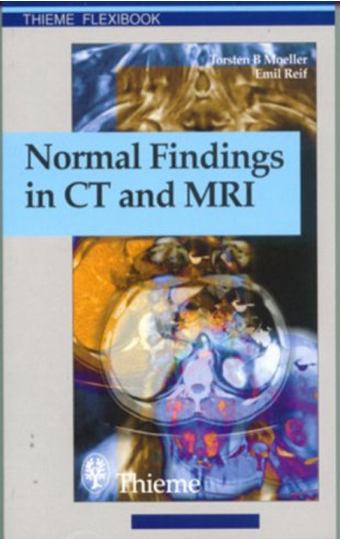 THIEME FLEXIBOOK
Torsten B Moeller
Emil Reif
Normal Findings
in CT and MRI
Thieme